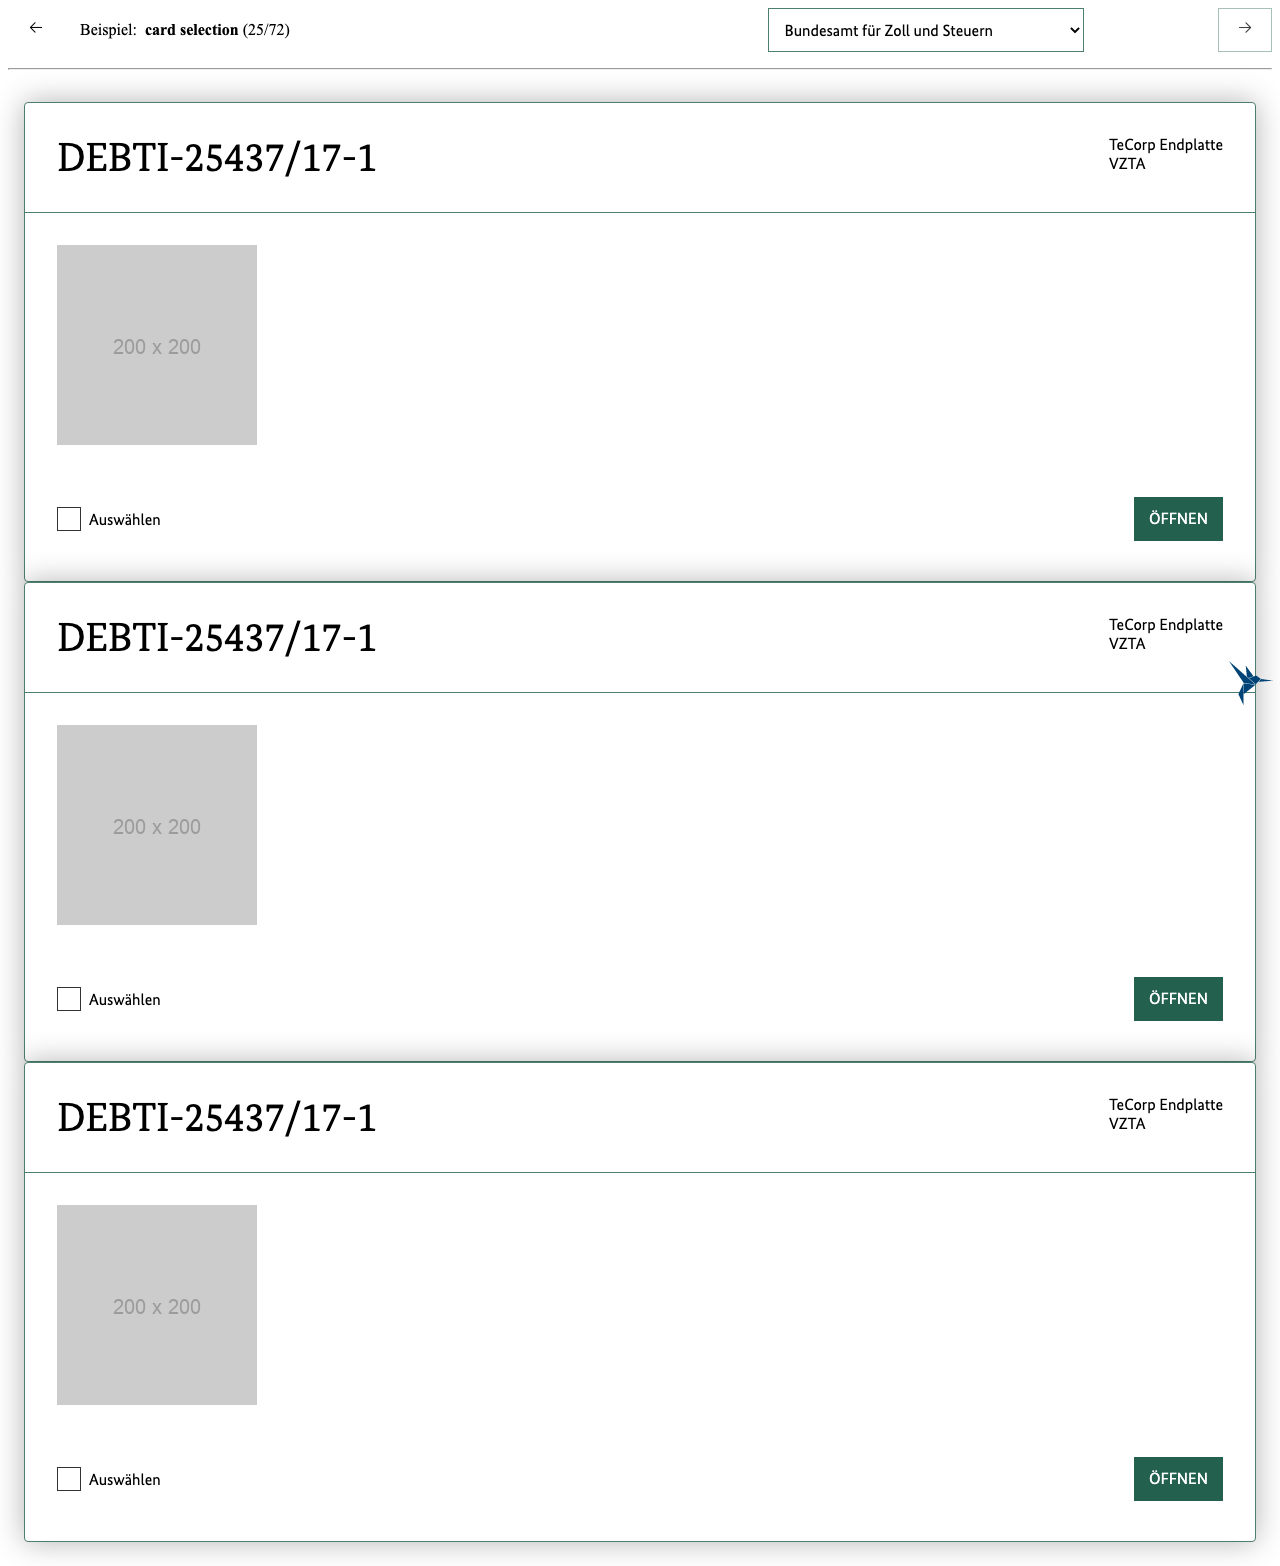 ← Beispiel: card selection (25/72) Bundesamt für Zoll und Steuern →
DEBTI-25437/17-1
TeCorp Endplatte
VZTA
200 x 200
Auswählen ÖFFNEN
DEBTI-25437/17-1
TeCorp Endplatte
VZTA
200 x 200
Auswählen ÖFFNEN
DEBTI-25437/17-1
TeCorp Endplatte
VZTA
200 x 200
Auswählen ÖFFNEN